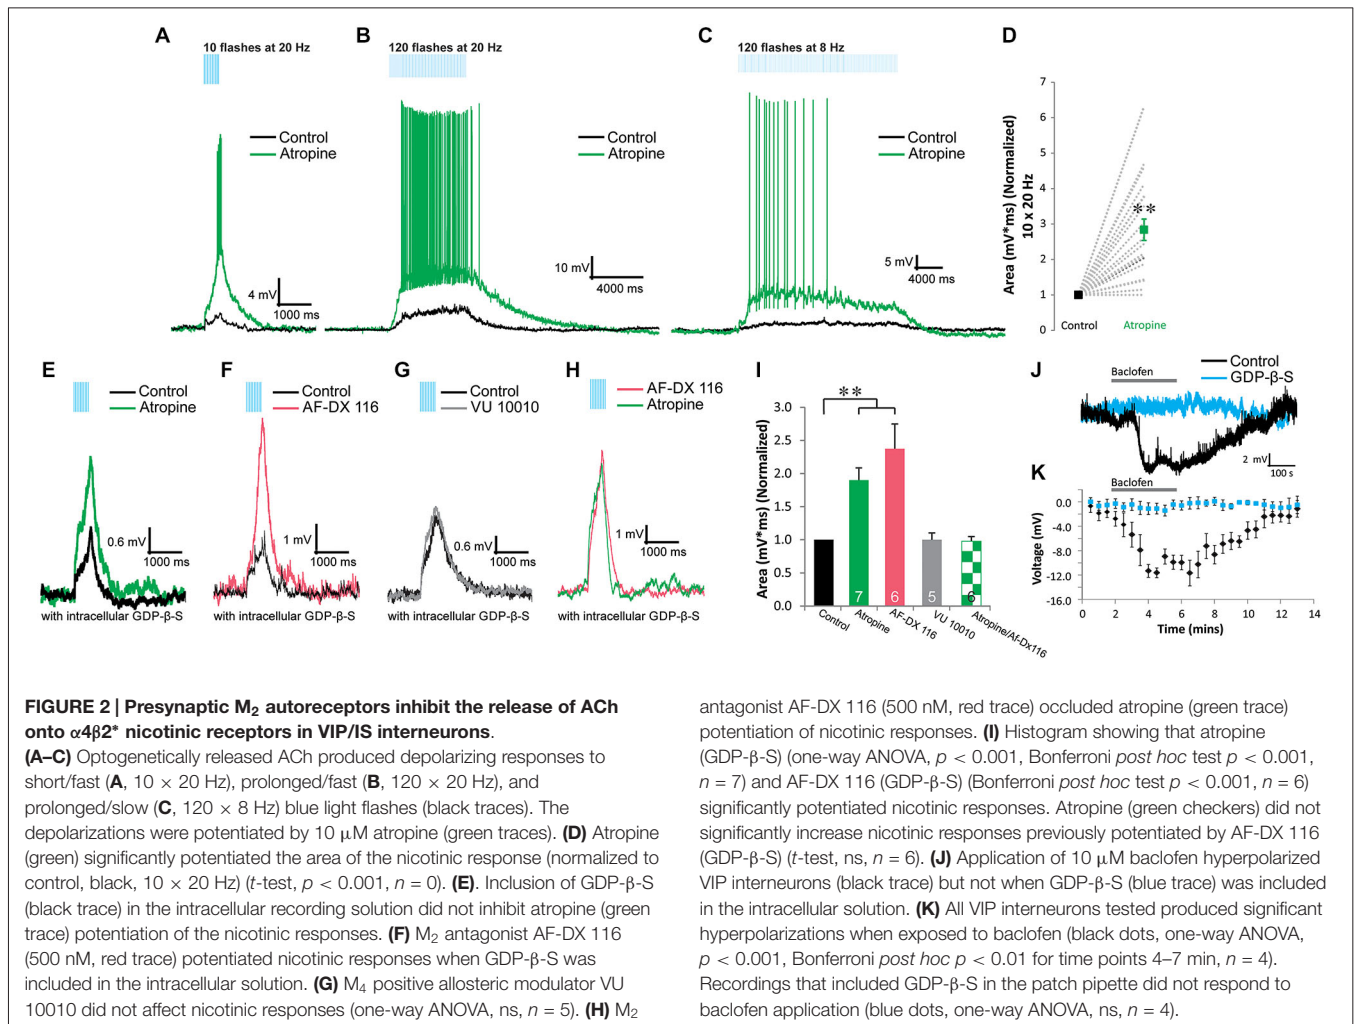 A
10 flashes at 20 Hz
Control
Atropine
4 mV
1000 ms
B
120 flashes at 20 Hz
Control
Atropine
10 mV
4000 ms
C
120 flashes at 8 Hz
Control
Atropine
5 mV
4000 ms
D
Area (mV*ms) (Normalized)
10 x 20 Hz
7
6
5
4
3
2
1
0
**
Control
Atropine
E
Control
Atropine
0.6 mV
1000 ms
with intracellular GDP-β-S
F
Control
AF-DX 116
1 mV
1000 ms
with intracellular GDP-β-S
G
Control
VU 10010
0.6 mV
1000 ms
with intracellular GDP-β-S
H
AF-DX 116
Atropine
1 mV
1000 ms
with intracellular GDP-β-S
I
Area (mV*ms) (Normalized)
3.0
2.5
2.0
1.5
1.0
0.5
0.0
**
7
6
5
6
Control
Atropine
AF-DX 116
VU 10010
Atropine/Af-Dx116
J
Control
GDP-β-S
Baclofen
2 mV
100 s
K
Baclofen
Voltage (mV)
0.0
-4.0
-8.0
-12.0
-16.0
0
2
4
6
8
10
12
14
Time (mins)
FIGURE 2 | Presynaptic M2 autoreceptors inhibit the release of ACh
onto α4β2* nicotinic receptors in VIP/IS interneurons.
(A–C) Optogenetically released ACh produced depolarizing responses to
short/fast (A, 10 × 20 Hz), prolonged/fast (B, 120 × 20 Hz), and
prolonged/slow (C, 120 × 8 Hz) blue light flashes (black traces). The
depolarizations were potentiated by 10 μM atropine (green traces). (D) Atropine
(green) significantly potentiated the area of the nicotinic response (normalized to
control, black, 10 × 20 Hz) (t-test, p < 0.001, n = 0). (E). Inclusion of GDP-β-S
(black trace) in the intracellular recording solution did not inhibit atropine (green
trace) potentiation of the nicotinic responses. (F) M2 antagonist AF-DX 116
(500 nM, red trace) potentiated nicotinic responses when GDP-β-S was
included in the intracellular solution. (G) M4 positive allosteric modulator VU
10010 did not affect nicotinic responses (one-way ANOVA, ns, n = 5). (H) M2
antagonist AF-DX 116 (500 nM, red trace) occluded atropine (green trace)
potentiation of nicotinic responses. (I) Histogram showing that atropine
(GDP-β-S) (one-way ANOVA, p < 0.001, Bonferroni post hoc test p < 0.001,
n = 7) and AF-DX 116 (GDP-β-S) (Bonferroni post hoc test p < 0.001, n = 6)
significantly potentiated nicotinic responses. Atropine (green checkers) did not
significantly increase nicotinic responses previously potentiated by AF-DX 116
(GDP-β-S) (t-test, ns, n = 6). (J) Application of 10 μM baclofen hyperpolarized
VIP interneurons (black trace) but not when GDP-β-S (blue trace) was included
in the intracellular solution. (K) All VIP interneurons tested produced significant
hyperpolarizations when exposed to baclofen (black dots, one-way ANOVA,
p < 0.001, Bonferroni post hoc p < 0.01 for time points 4–7 min, n = 4).
Recordings that included GDP-β-S in the patch pipette did not respond to
baclofen application (blue dots, one-way ANOVA, ns, n = 4).